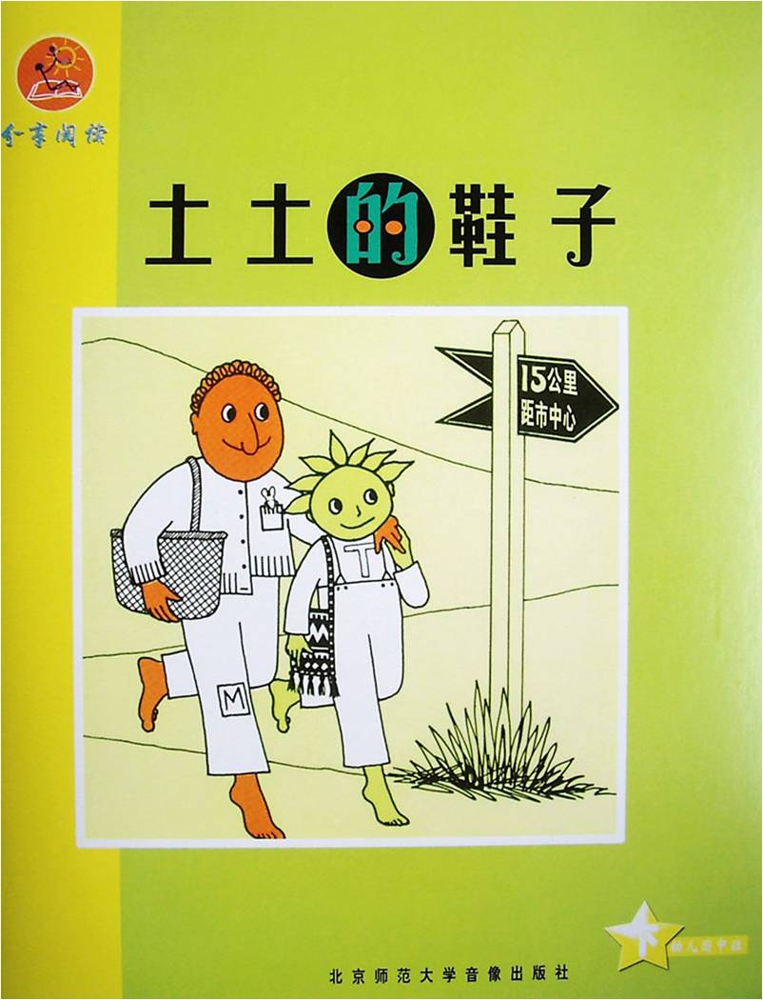 分享阅读
土土的鞋子
15公里
距市中心
T
M
下 幼儿园中班
北京师范大学音像出版社